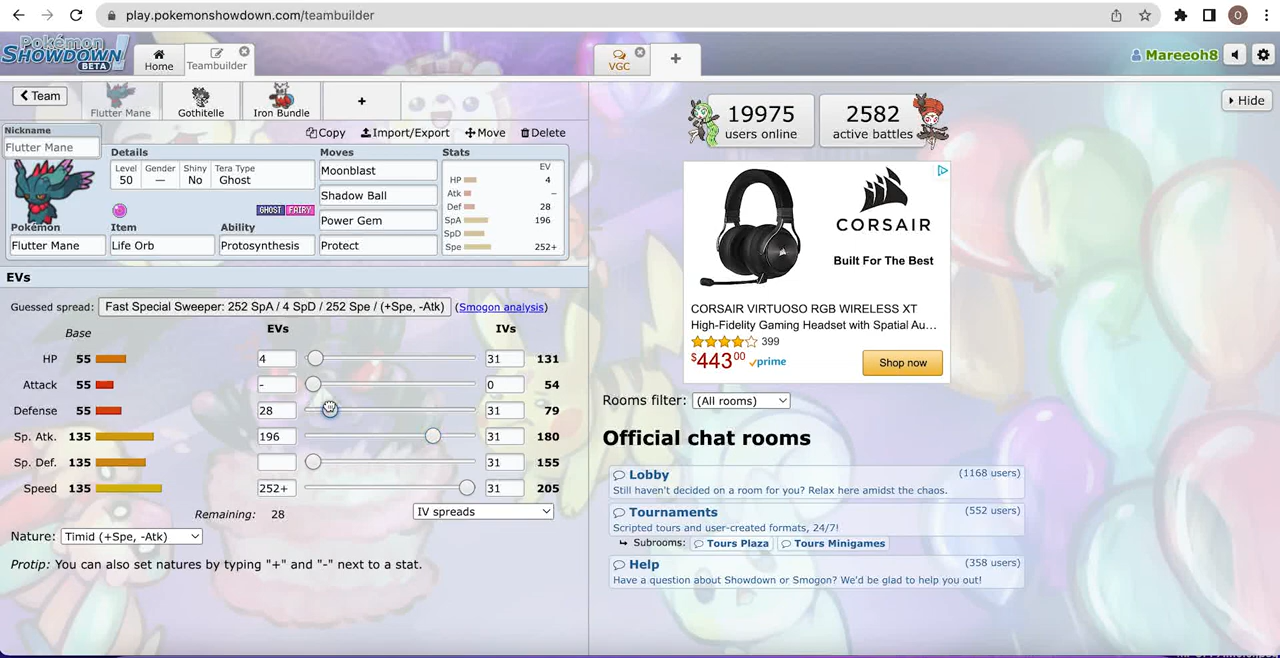 play.pokemonshowdown.com/teambuilder
O
Pokémon
SHOWDOWN!
BETA
Home
Teambuilder
VGC
+
Mareeoh8
< Team
Flutter Mane
Gothitelle
Iron Bundle
+
19975
users online
2582
active battles
Hide
Copy
Import/Export
Move
Delete
Nickname
Flutter Mane
Details
Moves
Stats
Level
Gender
Shiny
Tera Type
50
—
No
Ghost
Moonblast
Shadow Ball
Power Gem
Protect
EV
HP 4
Atk –
Def 28
SpA 196
SpD
Spe 252+
GHOST FAIRY
Pokémon
Item
Ability
Flutter Mane
Life Orb
Protosynthesis
CORSAIR
Built For The Best
CORSAIR VIRTUOSO RGB WIRELESS XT
High-Fidelity Gaming Headset with Spatial Au...
399
$44300 prime
Shop now
EVs
Guessed spread: Fast Special Sweeper: 252 SpA / 4 SpD / 252 Spe / (+Spe, -Atk) (Smogon analysis)
Base
EVs
IVs
HP 55 4 31 131
Attack 55 - 0 54
Defense 55 28 31 79
Sp. Atk. 135 196 31 180
Sp. Def. 135 31 155
Speed 135 252+ 31 205
Remaining: 28
IV spreads
Nature: Timid (+Spe, -Atk)
Protip: You can also set natures by typing "+" and "-" next to a stat.
Rooms filter: (All rooms)
Official chat rooms
Lobby (1168 users)
Still haven't decided on a room for you? Relax here amidst the chaos.
Tournaments (552 users)
Scripted tours and user-created formats, 24/7!
Subrooms: Tours Plaza Tours Minigames
Help (358 users)
Have a question about Showdown or Smogon? We'd be glad to help you out!